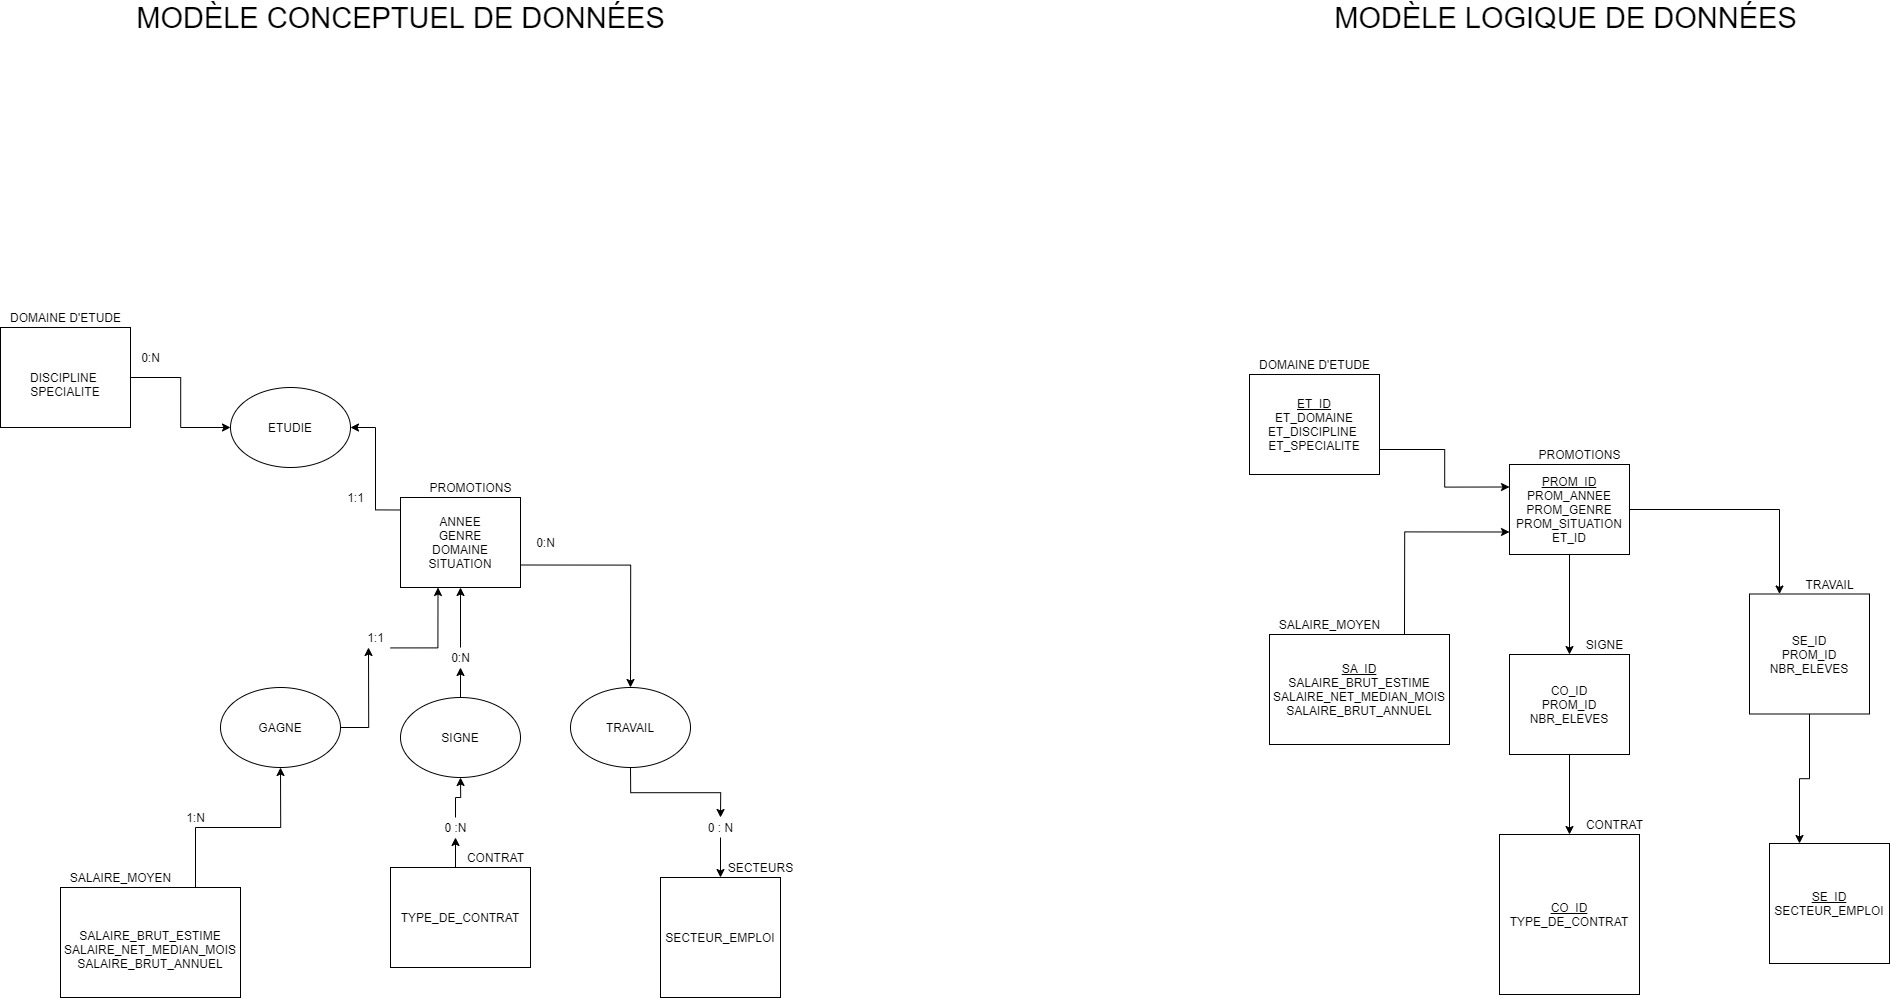 MODÈLE CONCEPTUEL DE DONNÉES
DOMAINE D'ETUDE
0:N
DISCIPLINE
SPECIALITE
ETUDIE
1:1
PROMOTIONS
ANNEE
GENRE
DOMAINE
SITUATION
0:N
1:1
0:N
GAGNE
SIGNE
TRAVAIL
1:N
0 :N
0 : N
SALAIRE_MOYEN
SALAIRE_BRUT_ESTIME
SALAIRE_NET_MEDIAN_MOIS
SALAIRE_BRUT_ANNUEL
CONTRAT
TYPE_DE_CONTRAT
SECTEURS
SECTEUR_EMPLOI
MODÈLE LOGIQUE DE DONNÉES
DOMAINE D'ETUDE
ET_ID
ET_DOMAINE
ET_DISCIPLINE
ET_SPECIALITE
PROMOTIONS
PROM_ID
PROM_ANNEE
PROM_GENRE
PROM_SITUATION
ET_ID
SALAIRE_MOYEN
SA_ID
SALAIRE_BRUT_ESTIME
SALAIRE_NET_MEDIAN_MOIS
SALAIRE_BRUT_ANNUEL
SIGNE
CO_ID
PROM_ID
NBR_ELEVES
TRAVAIL
SE_ID
PROM_ID
NBR_ELEVES
CONTRAT
CO_ID
TYPE_DE_CONTRAT
SE_ID
SECTEUR_EMPLOI